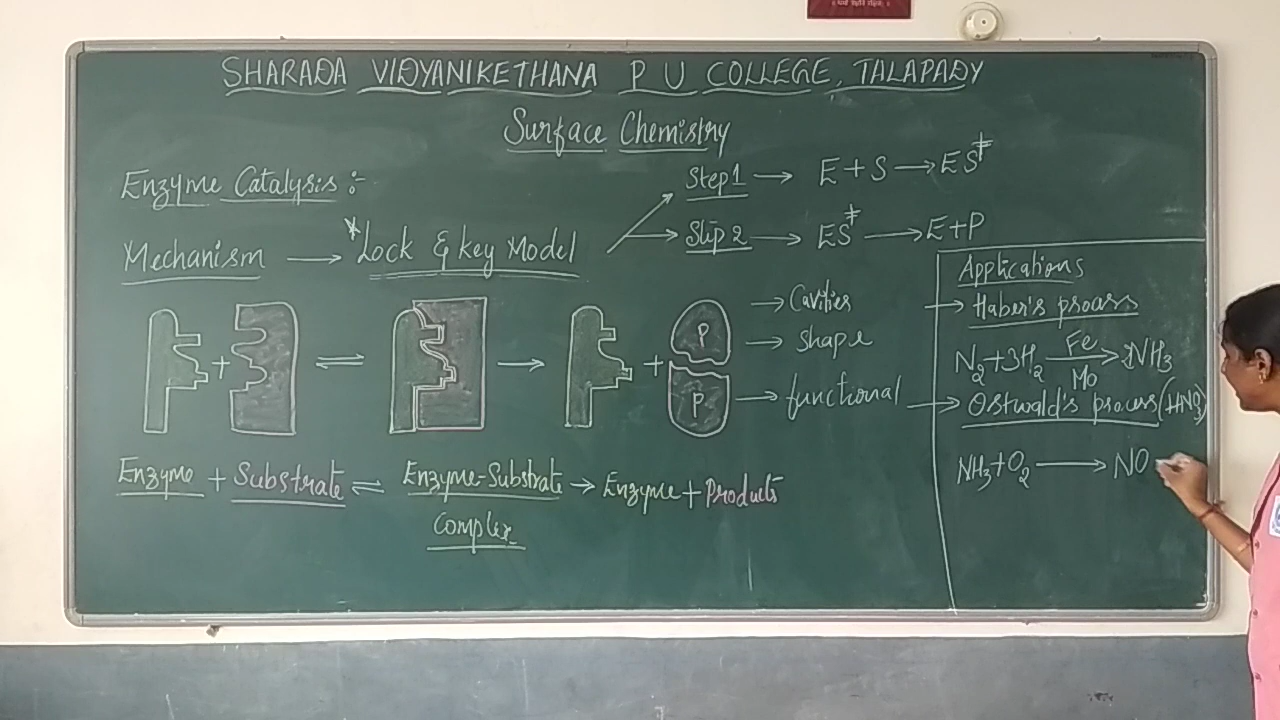 SHARADA VIDYANIKETHANA P U COLLEGE, TALAPADY
Surface Chemistry
Enzyme Catalysis :-
Step 1 → E + S → ES‡
Mechanism → *Lock & key Model
Step 2 → ES‡ → E + P
+ ⇌ → + P P
→ Cavities
→ shape
→ functional
Enzyme + Substrate ⇌ Enzyme-Substrate Complex → Enzyme + Products
Applications
→ Haber's process
N₂ + 3H₂ Fe → Mo 2NH₃
→ Ostwald's process (HNO₃)
NH₃ + O₂ → NO